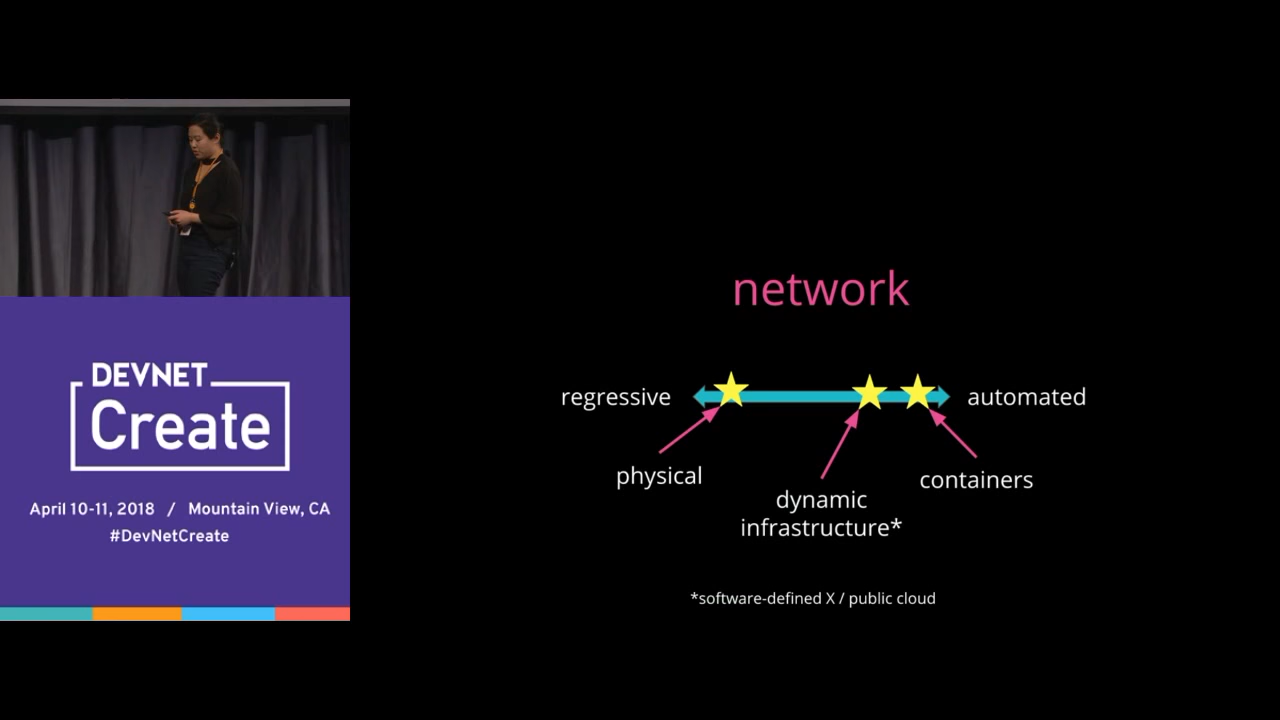 DEVNET
Create
April 10-11, 2018 / Mountain View, CA
#DevNetCreate
network
regressive
automated
physical
dynamic
infrastructure*
containers
*software-defined X / public cloud